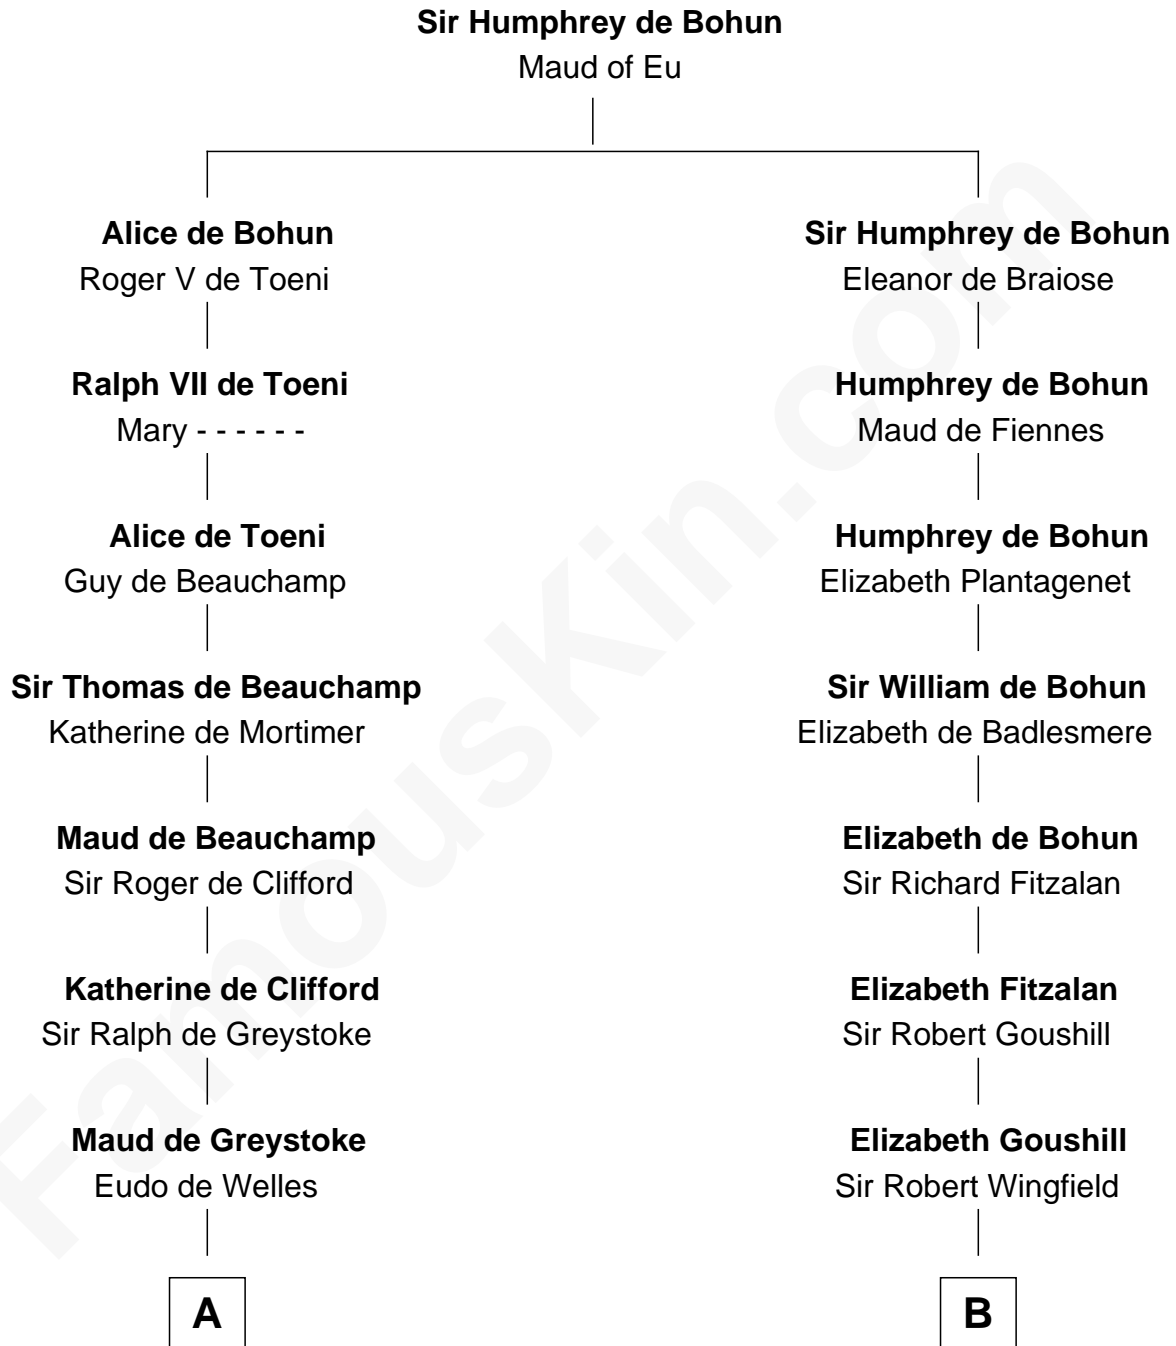 Sir Humphrey de Bohun
Maud of Eu
Alice de Bohun
Roger V de Toeni
Sir Humphrey de Bohun
Eleanor de Braiose
Ralph VII de Toeni
Mary - - - - - -
Humphrey de Bohun
Maud de Fiennes
Alice de Toeni
Guy de Beauchamp
Humphrey de Bohun
Elizabeth Plantagenet
Sir Thomas de Beauchamp
Katherine de Mortimer
Sir William de Bohun
Elizabeth de Badlesmere
Maud de Beauchamp
Sir Roger de Clifford
Elizabeth de Bohun
Sir Richard Fitzalan
Katherine de Clifford
Sir Ralph de Greystoke
Elizabeth Fitzalan
Sir Robert Goushill
Maud de Greystoke
Eudo de Welles
Elizabeth Goushill
Sir Robert Wingfield
A
B
FamousKin.com